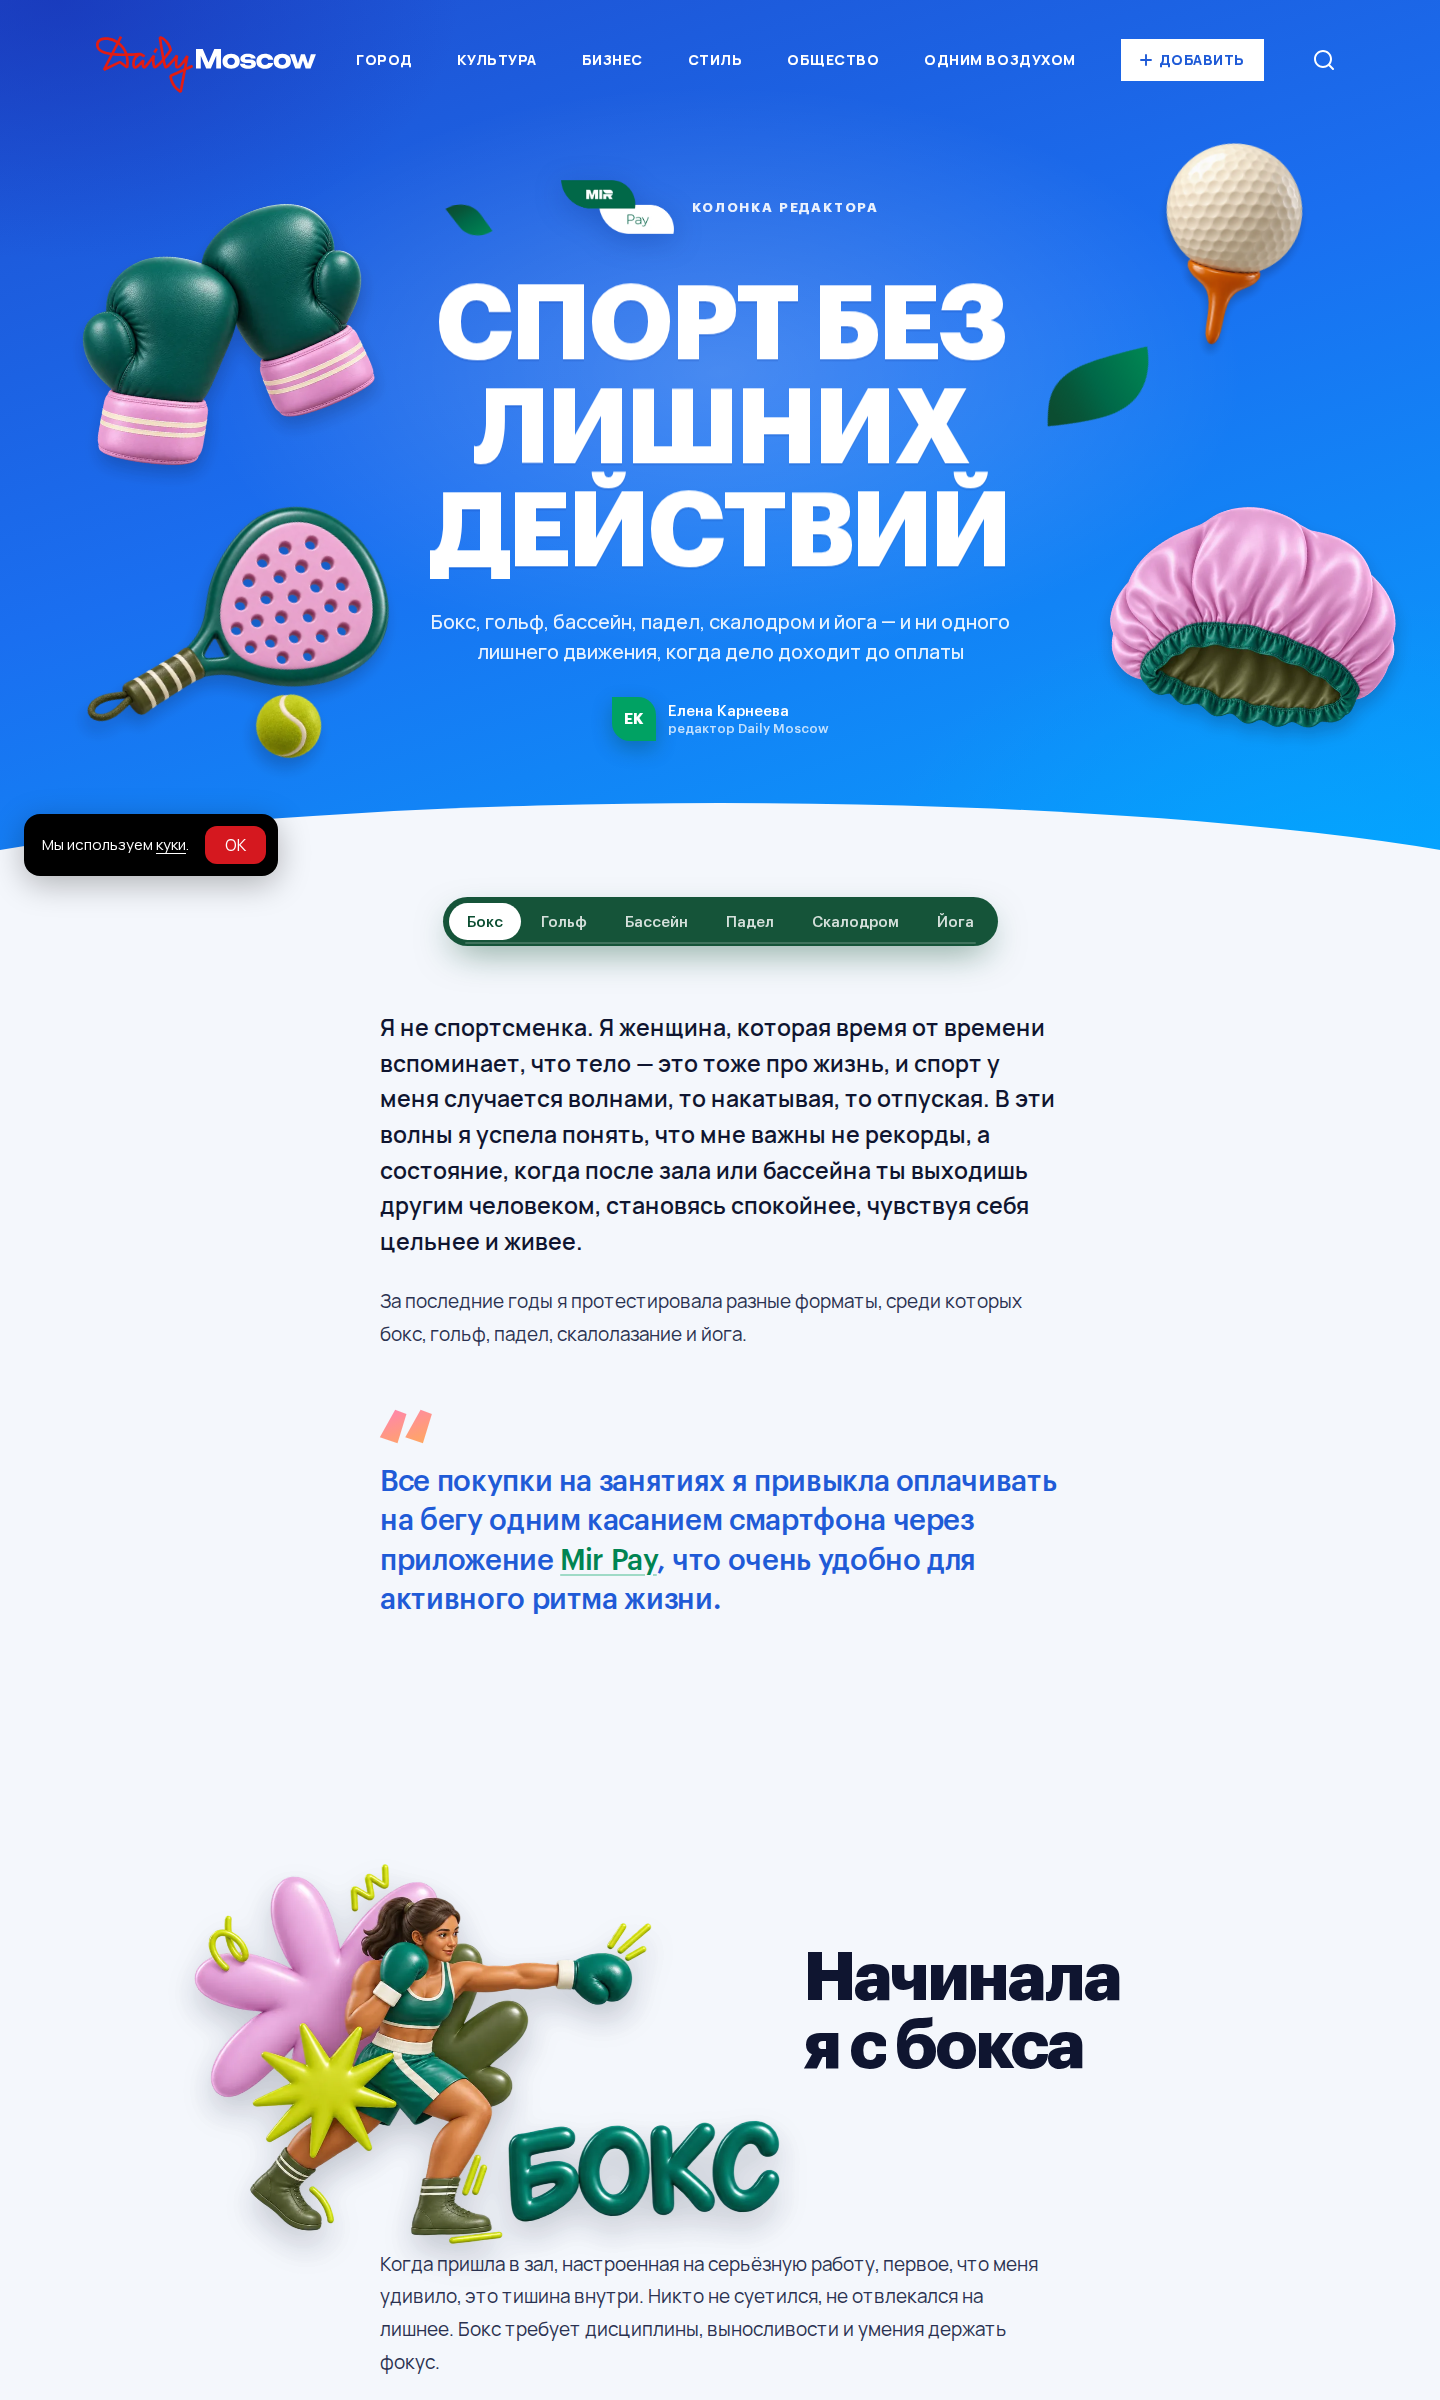 Daily Moscow
ГОРОД
КУЛЬТУРА
БИЗНЕС
СТИЛЬ
ОБЩЕСТВО
ОДНИМ ВОЗДУХОМ
+ ДОБАВИТЬ
MIR
Pay
КОЛОНКА РЕДАКТОРА
СПОРТ БЕЗ
ЛИШНИХ
ДЕЙСТВИЙ
Бокс, гольф, бассейн, падел, скалодром и йога — и ни одного
лишнего движения, когда дело доходит до оплаты
ЕК
Елена Карнеева
редактор Daily Moscow
Мы используем куки.
OK
Бокс
Гольф
Бассейн
Падел
Скалодром
Йога
Я не спортсменка. Я женщина, которая время от времени
вспоминает, что тело — это тоже про жизнь, и спорт у
меня случается волнами, то накатывая, то отпуская. В эти
волны я успела понять, что мне важны не рекорды, а
состояние, когда после зала или бассейна ты выходишь
другим человеком, становясь спокойнее, чувствуя себя
цельнее и живее.
За последние годы я протестировала разные форматы, среди которых
бокс, гольф, падел, скалолазание и йога.
Все покупки на занятиях я привыкла оплачивать
на бегу одним касанием смартфона через
приложение Mir Pay, что очень удобно для
активного ритма жизни.
Начинала
я с бокса
БОКС
Когда пришла в зал, настроенная на серьёзную работу, первое, что меня
удивило, это тишина внутри. Никто не суетился, не отвлекался на
лишнее. Бокс требует дисциплины, выносливости и умения держать
фокус.